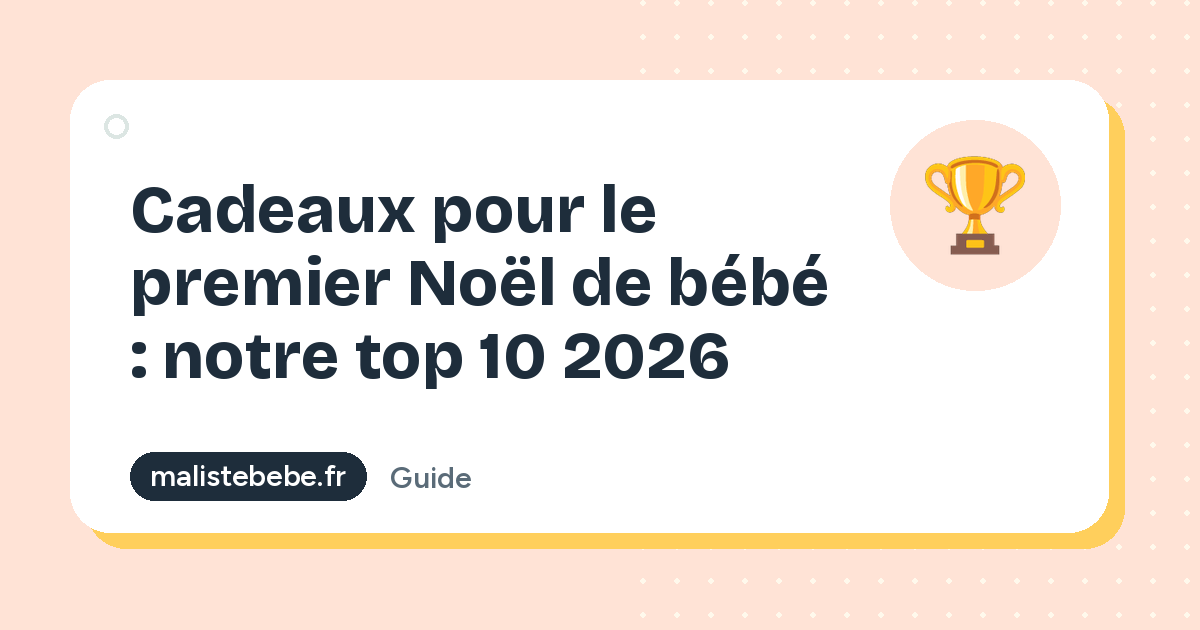 Cadeaux pour le
premier Noël de bébé
: notre top 10 2026
malistebebe.fr Guide